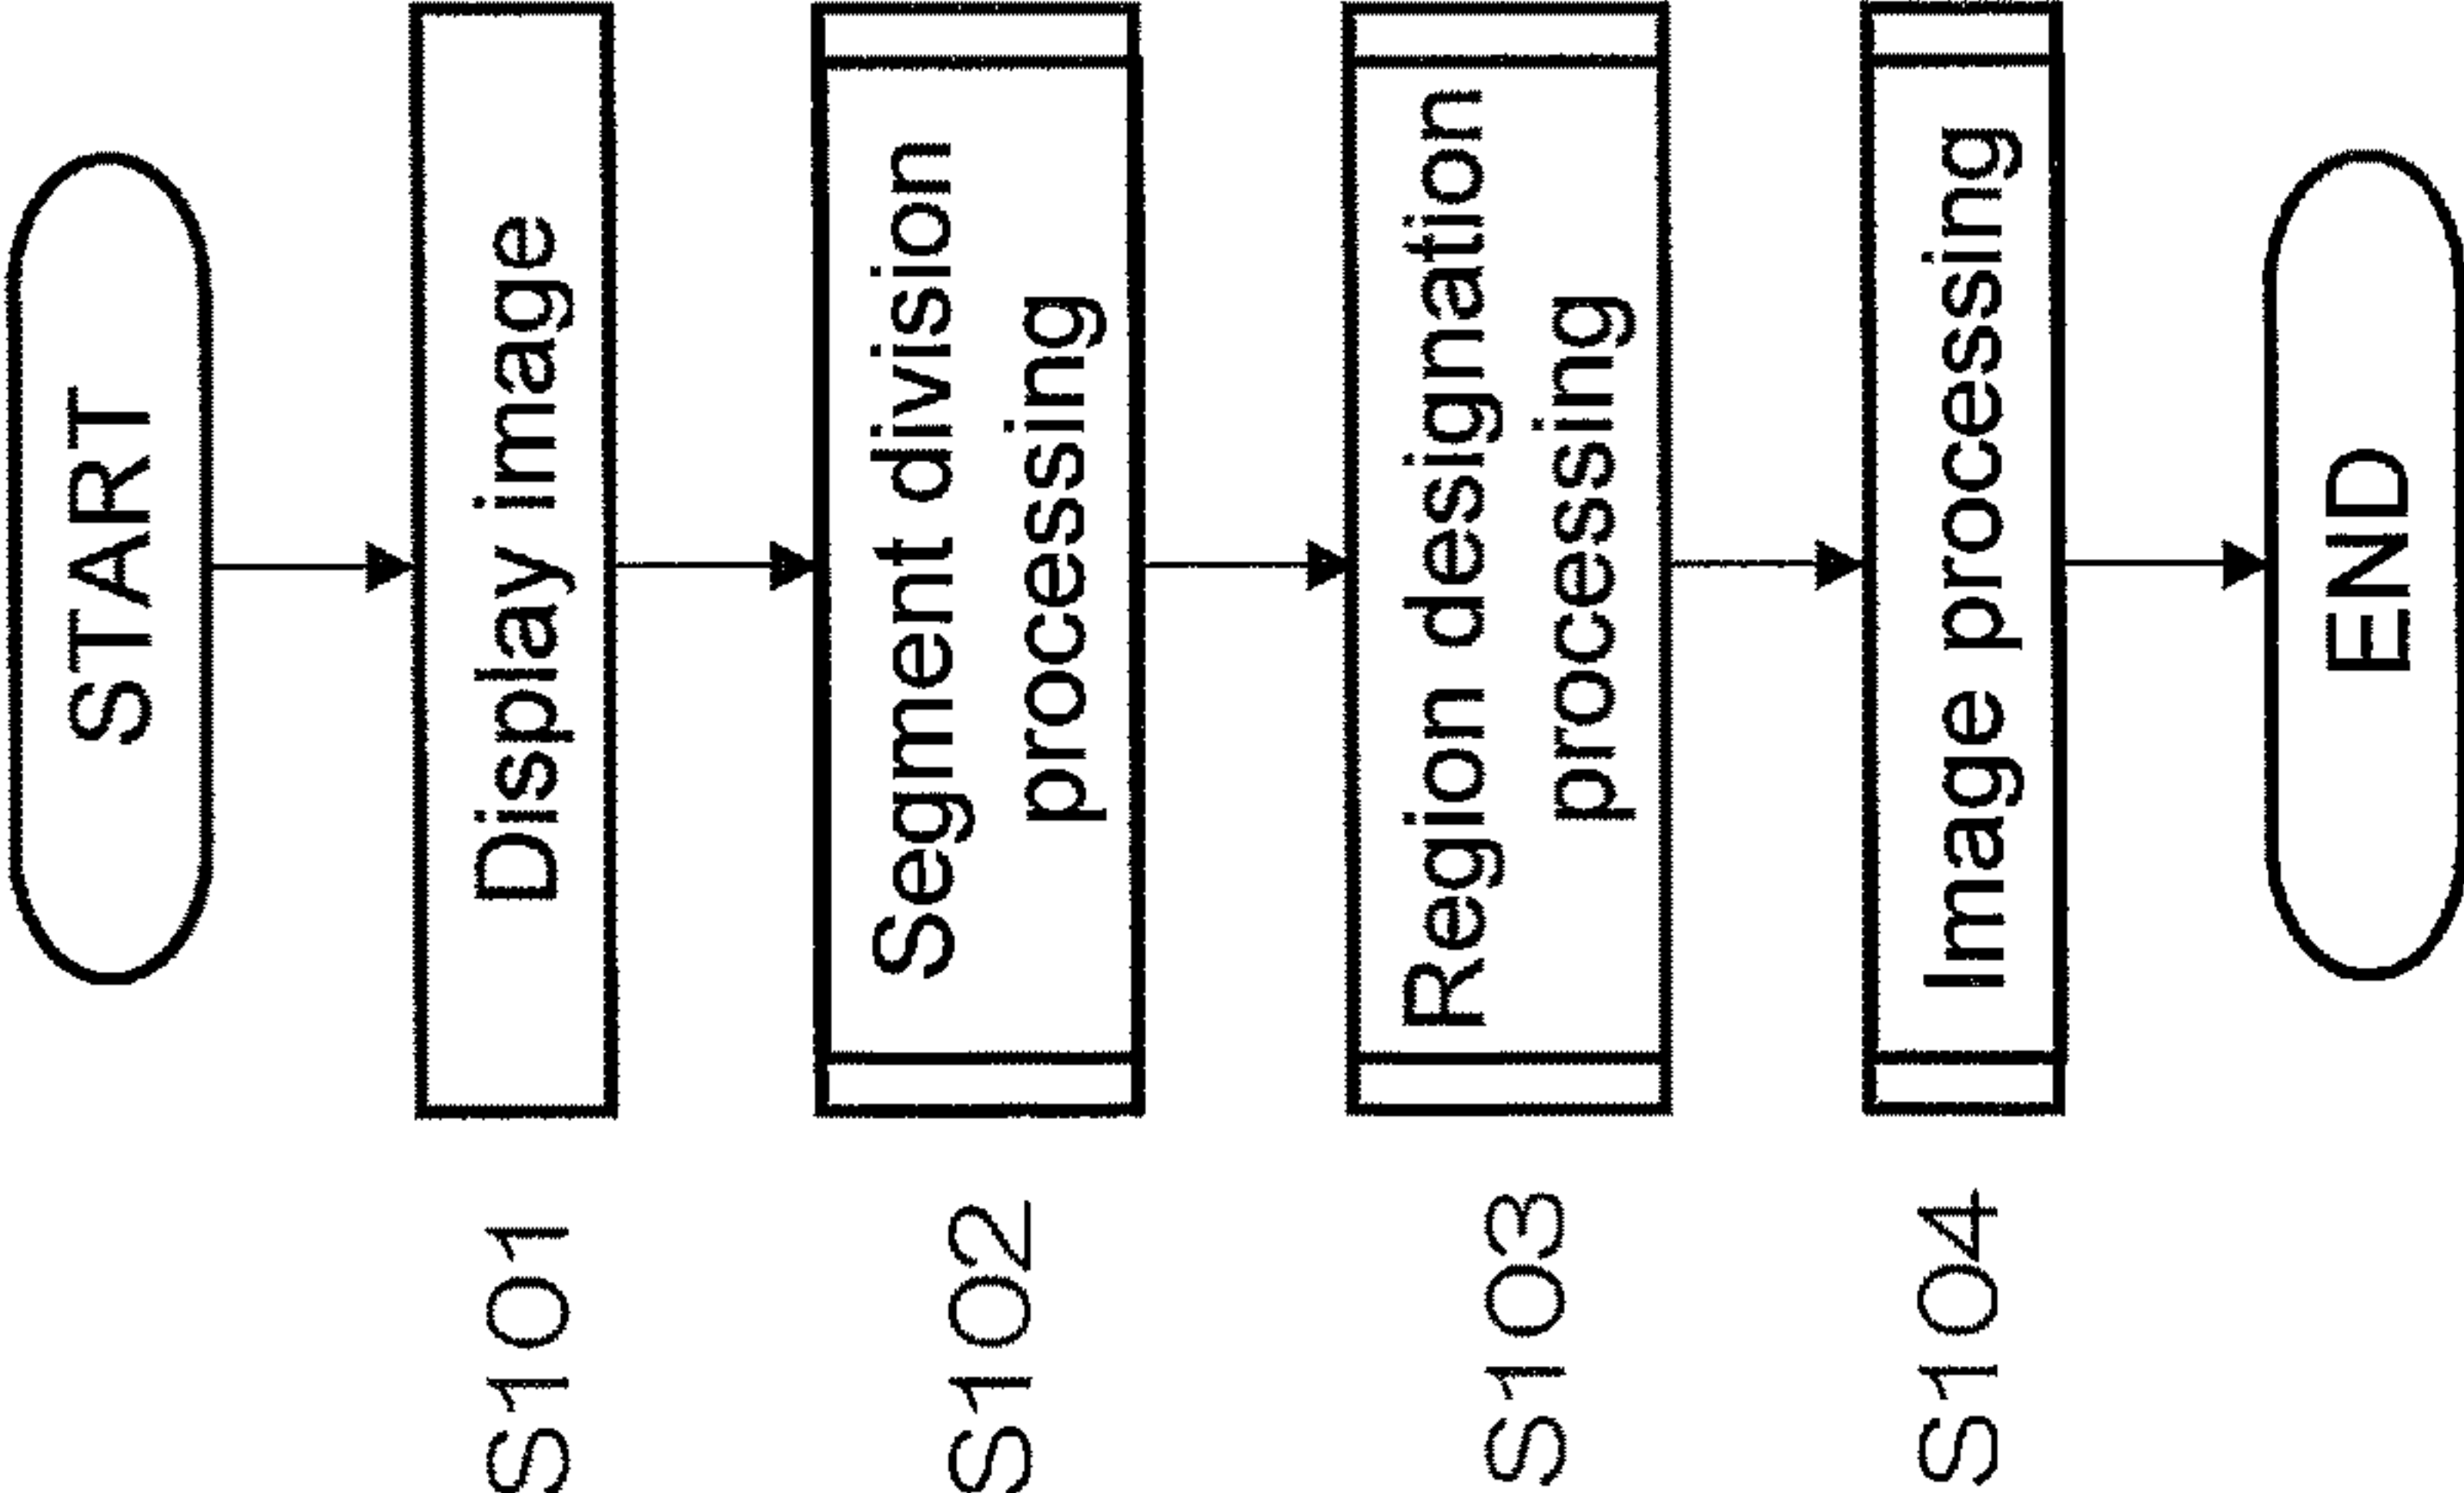 START
S101
Display image
S102
Segment division
processing
S103
Region designation
processing
S104
Image processing
END